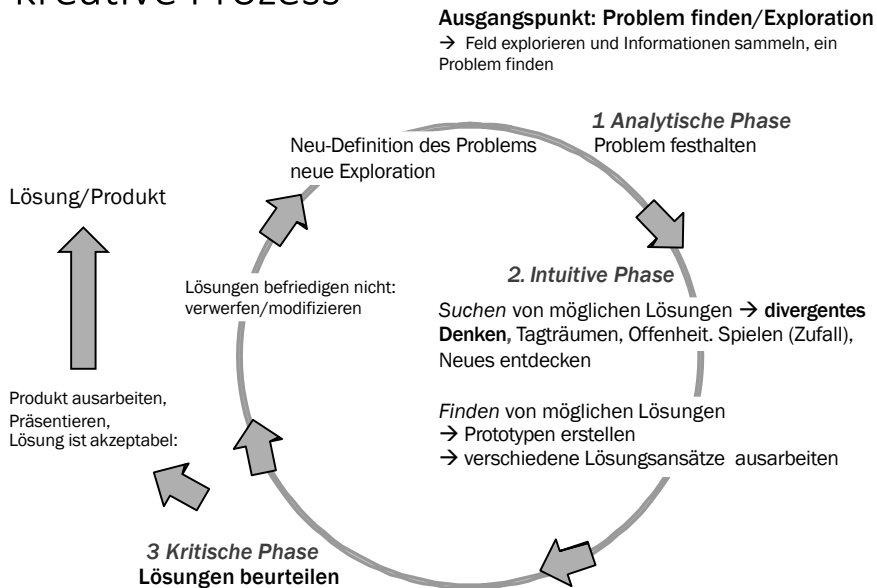 Kreative Prozess
Ausgangspunkt: Problem finden/Exploration
→ Feld explorieren und Informationen sammeln, ein
Problem finden
1 Analytische Phase
Problem festhalten
Neu-Definition des Problems
neue Exploration
Lösung/Produkt
2. Intuitive Phase
Suchen von möglichen Lösungen → divergentes
Denken, Tagträumen, Offenheit. Spielen (Zufall),
Neues entdecken
Lösungen befriedigen nicht:
verwerfen/modifizieren
Finden von möglichen Lösungen
→ Prototypen erstellen
→ verschiedene Lösungsansätze ausarbeiten
Produkt ausarbeiten,
Präsentieren,
Lösung ist akzeptabel:
3 Kritische Phase
Lösungen beurteilen